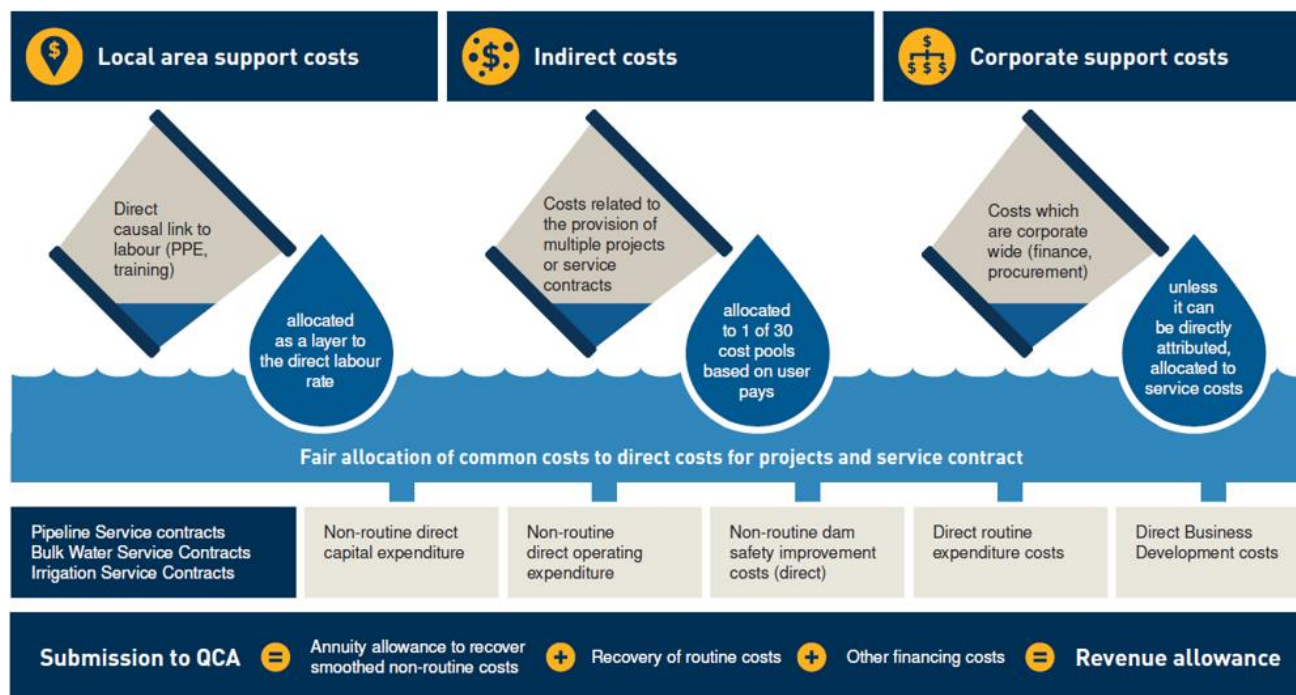 Local area support costs
Indirect costs
Corporate support costs
Direct
causal link to
labour (PPE,
training)
allocated
as a layer to
the direct labour
rate
Costs related to
the provision of
multiple projects
or service
contracts
allocated
to 1 of 30
cost pools
based on user
pays
Costs which
are corporate
wide (finance,
procurement)
unless
it can
be directly
attributed,
allocated to
service costs
Fair allocation of common costs to direct costs for projects and service contract
Pipeline Service contracts
Bulk Water Service Contracts
Irrigation Service Contracts
Non-routine direct
capital expenditure
Non-routine
direct operating
expenditure
Non-routine dam
safety improvement
costs (direct)
Direct routine
expenditure costs
Direct Business
Development costs
Submission to QCA = Annuity allowance to recover
smoothed non-routine costs + Recovery of routine costs + Other financing costs = Revenue allowance